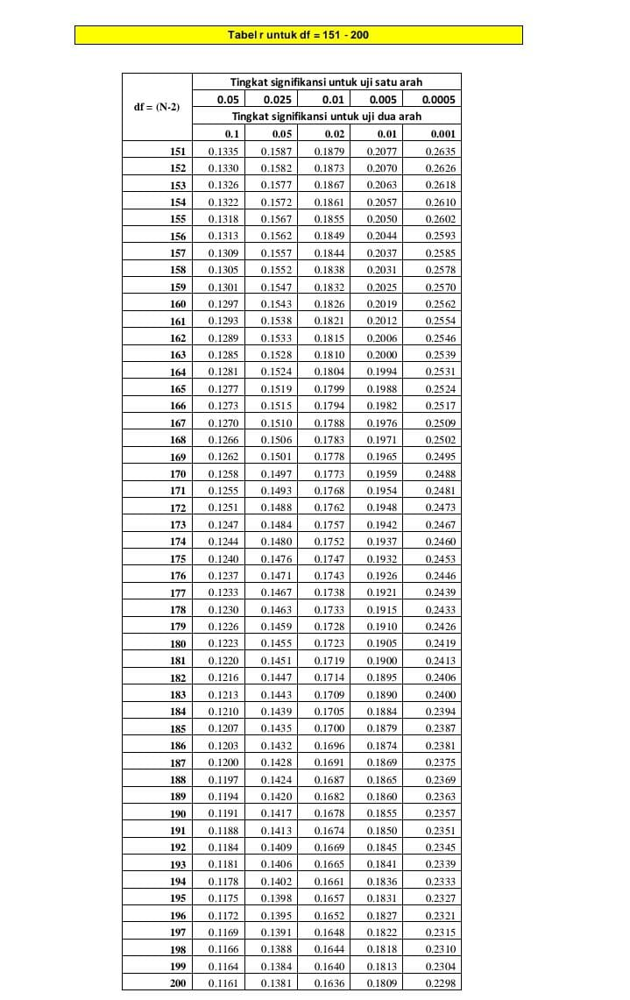 Tabel r untuk df = 151 - 200
df = (N-2)
Tingkat signifikansi untuk uji satu arah
0.05 0.025 0.01 0.005 0.0005
Tingkat signifikansi untuk uji dua arah
0.1 0.05 0.02 0.01 0.001
151 0.1335 0.1587 0.1879 0.2077 0.2635
152 0.1330 0.1582 0.1873 0.2070 0.2626
153 0.1326 0.1577 0.1867 0.2063 0.2618
154 0.1322 0.1572 0.1861 0.2057 0.2610
155 0.1318 0.1567 0.1855 0.2050 0.2602
156 0.1313 0.1562 0.1849 0.2044 0.2593
157 0.1309 0.1557 0.1844 0.2037 0.2585
158 0.1305 0.1552 0.1838 0.2031 0.2578
159 0.1301 0.1547 0.1832 0.2025 0.2570
160 0.1297 0.1543 0.1826 0.2019 0.2562
161 0.1293 0.1538 0.1821 0.2012 0.2554
162 0.1289 0.1533 0.1815 0.2006 0.2546
163 0.1285 0.1528 0.1810 0.2000 0.2539
164 0.1281 0.1524 0.1804 0.1994 0.2531
165 0.1277 0.1519 0.1799 0.1988 0.2524
166 0.1273 0.1515 0.1794 0.1982 0.2517
167 0.1270 0.1510 0.1788 0.1976 0.2509
168 0.1266 0.1506 0.1783 0.1971 0.2502
169 0.1262 0.1501 0.1778 0.1965 0.2495
170 0.1258 0.1497 0.1773 0.1959 0.2488
171 0.1255 0.1493 0.1768 0.1954 0.2481
172 0.1251 0.1488 0.1762 0.1948 0.2473
173 0.1247 0.1484 0.1757 0.1942 0.2467
174 0.1244 0.1480 0.1752 0.1937 0.2460
175 0.1240 0.1476 0.1747 0.1932 0.2453
176 0.1237 0.1471 0.1743 0.1926 0.2446
177 0.1233 0.1467 0.1738 0.1921 0.2439
178 0.1230 0.1463 0.1733 0.1915 0.2433
179 0.1226 0.1459 0.1728 0.1910 0.2426
180 0.1223 0.1455 0.1723 0.1905 0.2419
181 0.1220 0.1451 0.1719 0.1900 0.2413
182 0.1216 0.1447 0.1714 0.1895 0.2406
183 0.1213 0.1443 0.1709 0.1890 0.2400
184 0.1210 0.1439 0.1705 0.1884 0.2394
185 0.1207 0.1435 0.1700 0.1879 0.2387
186 0.1203 0.1432 0.1696 0.1874 0.2381
187 0.1200 0.1428 0.1691 0.1869 0.2375
188 0.1197 0.1424 0.1687 0.1865 0.2369
189 0.1194 0.1420 0.1682 0.1860 0.2363
190 0.1191 0.1417 0.1678 0.1855 0.2357
191 0.1188 0.1413 0.1674 0.1850 0.2351
192 0.1184 0.1409 0.1669 0.1845 0.2345
193 0.1181 0.1406 0.1665 0.1841 0.2339
194 0.1178 0.1402 0.1661 0.1836 0.2333
195 0.1175 0.1398 0.1657 0.1831 0.2327
196 0.1172 0.1395 0.1652 0.1827 0.2321
197 0.1169 0.1391 0.1648 0.1822 0.2315
198 0.1166 0.1388 0.1644 0.1818 0.2310
199 0.1164 0.1384 0.1640 0.1813 0.2304
200 0.1161 0.1381 0.1636 0.1809 0.2298